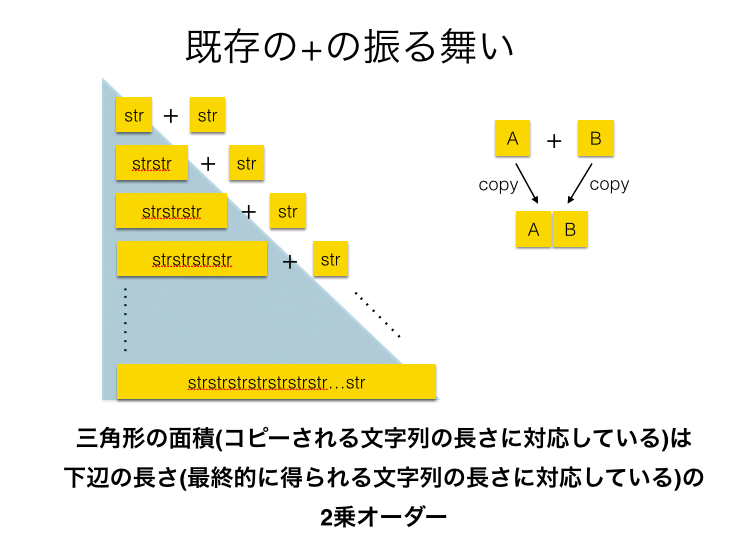 既存の+の振る舞い
str + str
strstr + str
strstrstr + str
strstrstrstr + str
strstrstrstrstrstrstr…str
A + B
copy copy
A B
三角形の面積(コピーされる文字列の長さに対応している)は
下辺の長さ(最終的に得られる文字列の長さに対応している)の
2乗オーダー